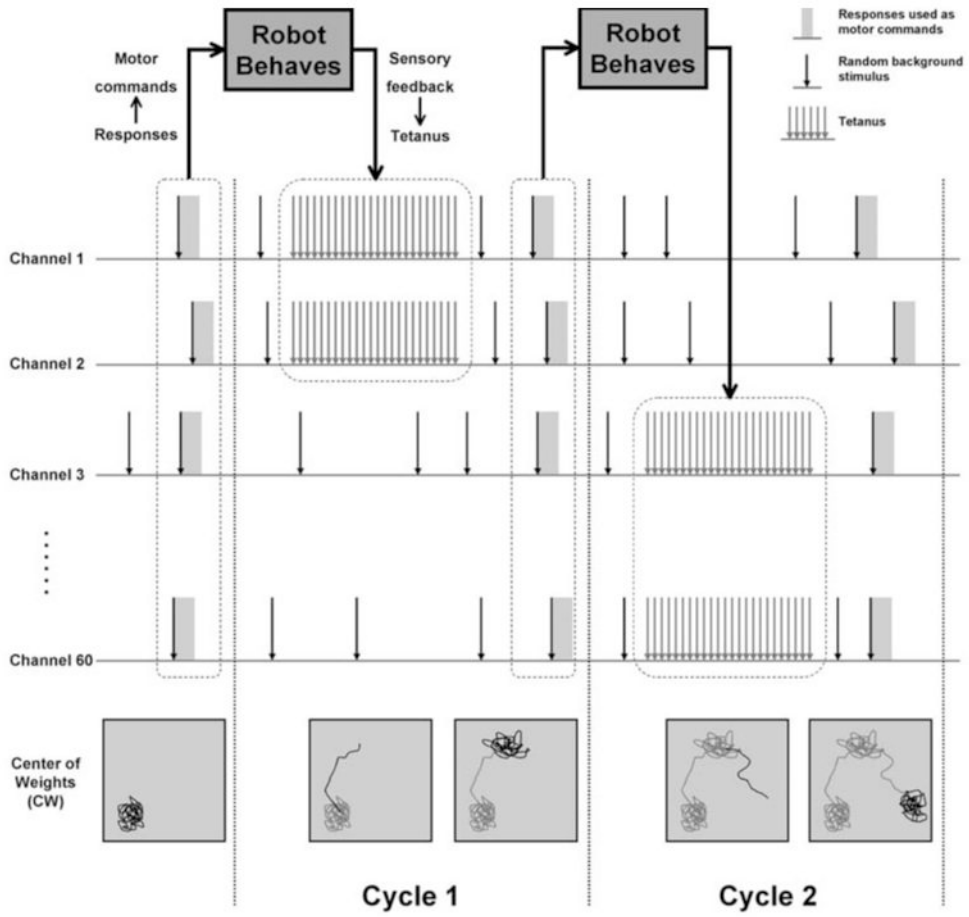 Robot
Behaves
Robot
Behaves
Motor
commands
Responses
Sensory
feedback
Tetanus
Responses used as
motor commands
Random background
stimulus
Tetanus
Channel 1
Channel 2
Channel 3
Channel 60
Center of
Weights
(CW)
Cycle 1
Cycle 2